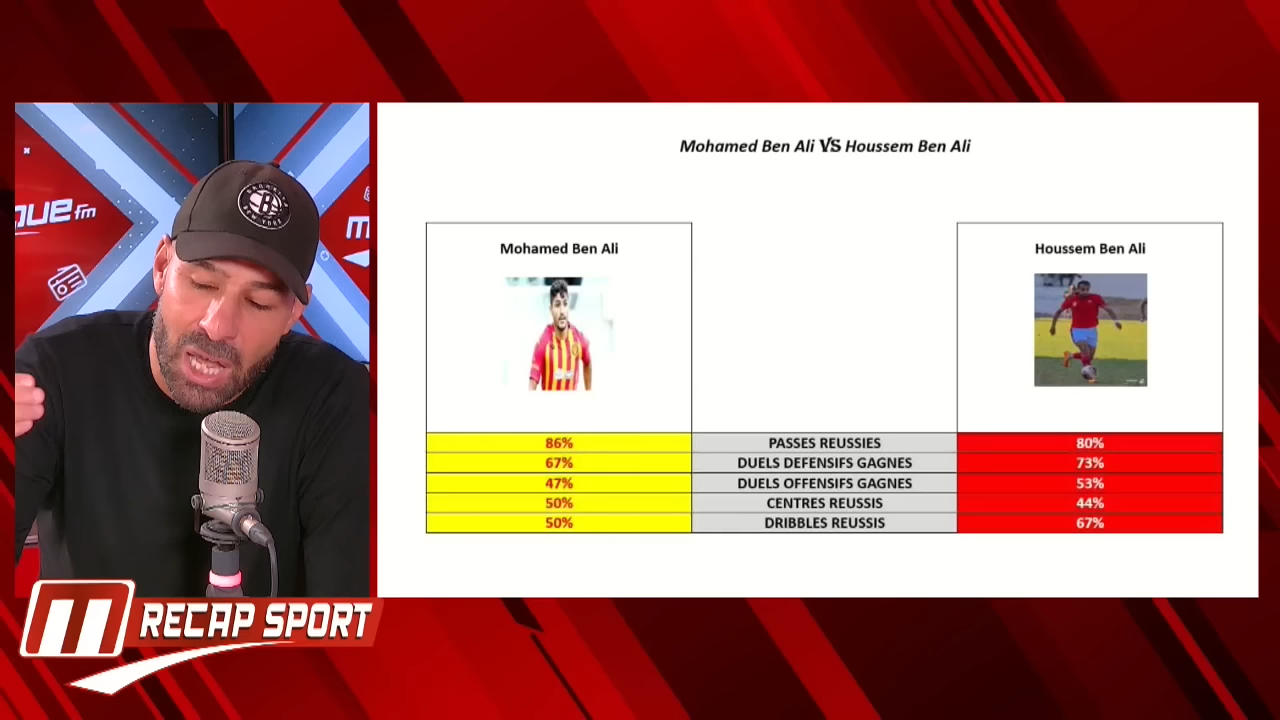 Mohamed Ben Ali VS Houssem Ben Ali
Mohamed Ben Ali
Houssem Ben Ali
86% PASSES REUSSIES 80%
67% DUELS DEFENSIFS GAGNES 73%
47% DUELS OFFENSIFS GAGNES 53%
50% CENTRES REUSSIS 44%
50% DRIBBLES REUSSIS 67%
fm
B
M RECAP SPORT